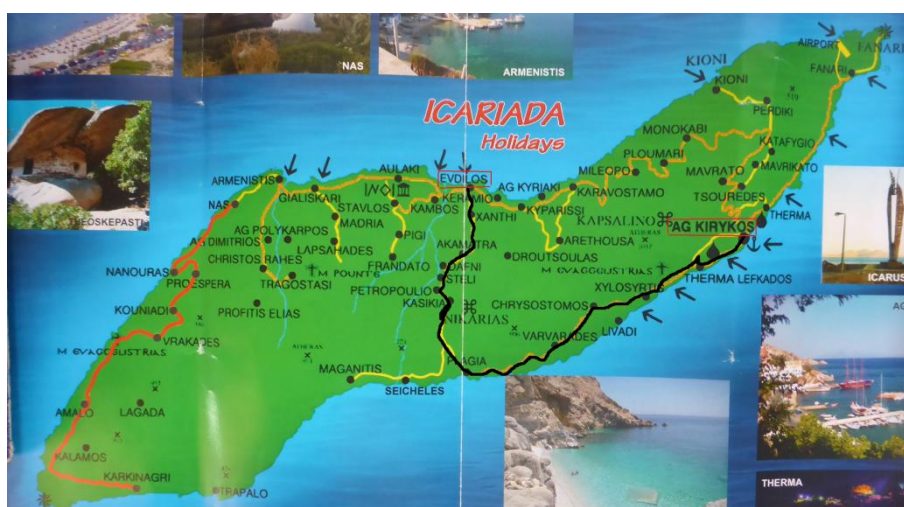 NAS
ARMENISTIS
ICARIADA
Holidays
THEOSKEPASTI
AIRPORT
FANARI
FANARI
KIONI
KIONI
PERDIKI
MONOKABI
KATAFYGIO
PLOUMARI
MAVRIKATO
MILEOPO
MAVRATO
KARAVOSTAMO
TSOUREDES
THERMA
AG KIRYKOS
EVDILOS
AG KYRIAKI
KYPARISSI
XANTHI
KERAMIO
KAMBOS
AULAKI
ARMENISTIS
GIALISKARI
STAVLOS
MADRIA
PIGI
NAS
AG POLYKARPOS
AG DIMITRIOS
LAPSAHADES
CHRISTOS RAHES
FRANDATO
M POUNTE
AKAMATRA
DAFNI
STELI
KAPSALINO
ARETHOUSA
DROUTSOULAS
M EVAGGUSTRIAS
THERMA LEFKADOS
NANOURAS
PROESPERA
TRAGOSTASI
PETROPOULIO
KASIKIA
NIKARIAS
XYLOSYRTIS
CHRYSOSTOMOS
KOUNIADI
PROFITIS ELIAS
LIVADI
VRAKADES
VARVARADES
PLAGIA
MAGANITIS
SEICHELES
AMALO
LAGADA
KALAMOS
KARKINAGRI
TRAPALO
ICARUS
AG
THERMA